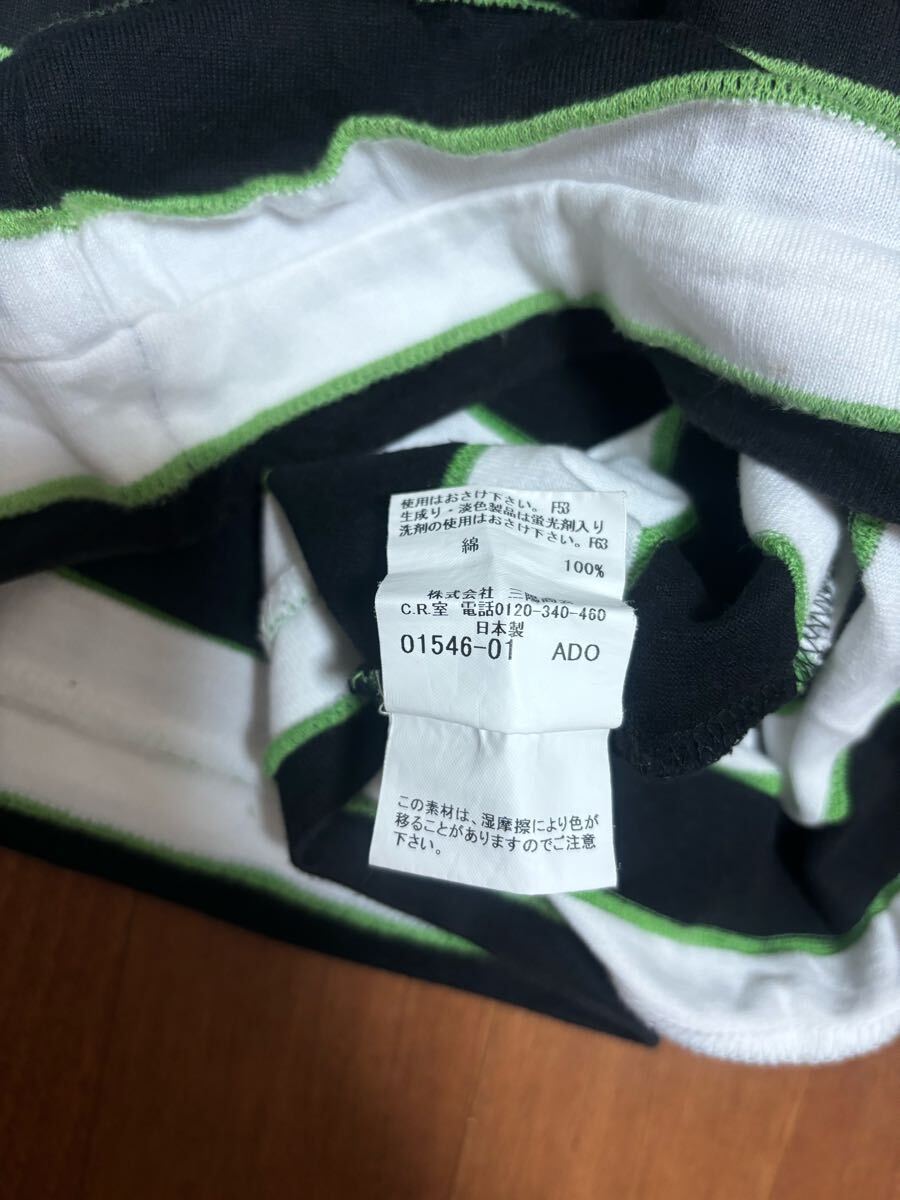 使用はおさけ下さい。F53
生成り・淡色製品は蛍光剤入り
洗剤の使用はおさけ下さい。F63
綿
100%
株式会社 三陽商会
C.R.室 電話0120-340-460
日本製
01546-01 ADO
この素材は、湿摩擦により色が
移ることがありますのでご注意
下さい。